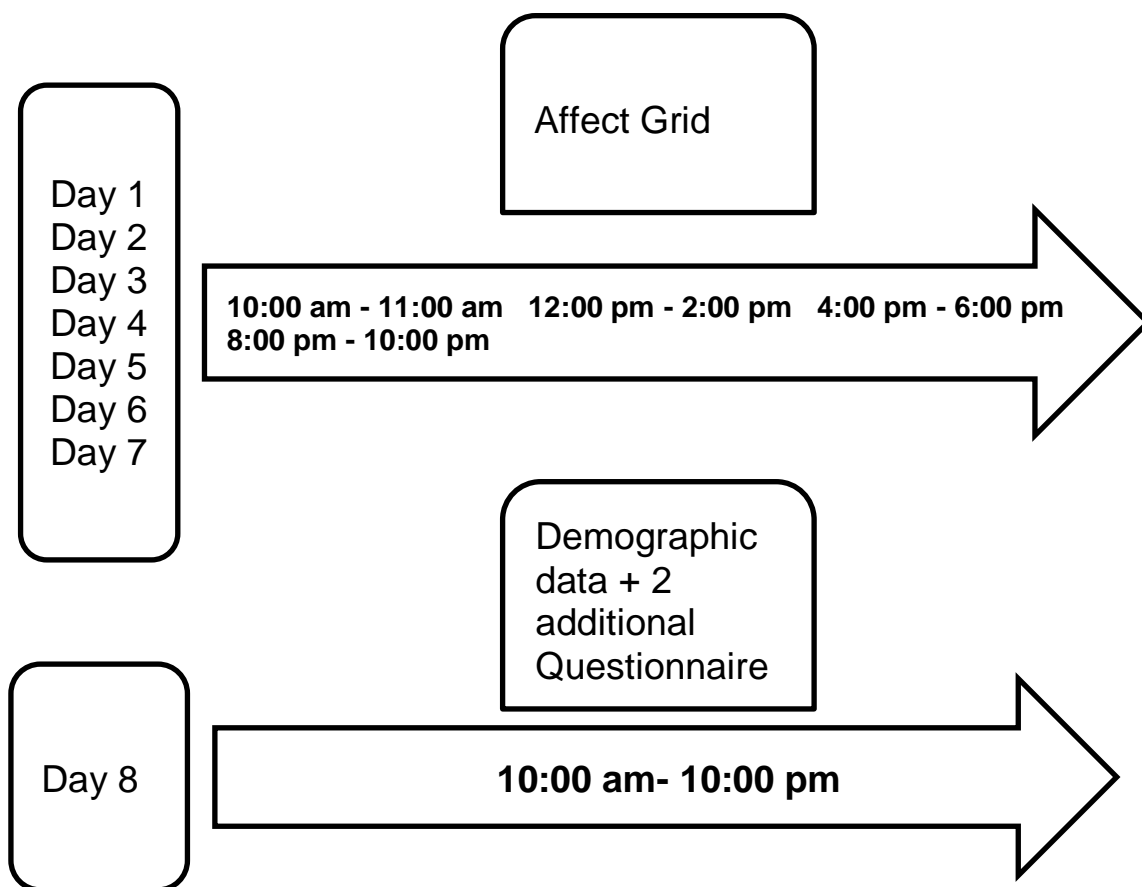 Affect Grid
Day 1
Day 2
Day 3
Day 4
Day 5
Day 6
Day 7
10:00 am - 11:00 am 12:00 pm - 2:00 pm 4:00 pm - 6:00 pm
8:00 pm - 10:00 pm
Demographic
data + 2
additional
Questionnaire
Day 8
10:00 am- 10:00 pm